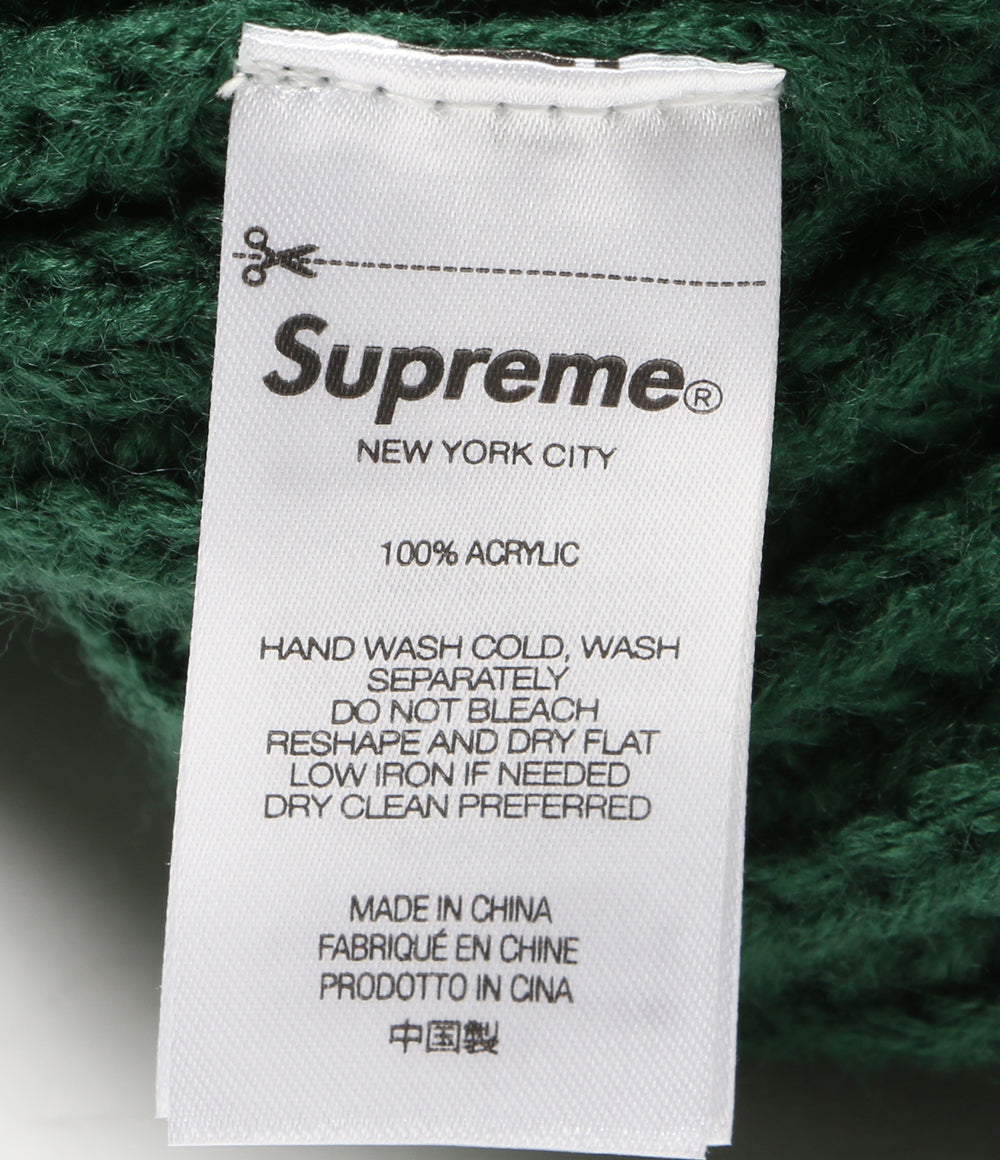 Supreme®
NEW YORK CITY
100% ACRYLIC
HAND WASH COLD, WASH
SEPARATELY
DO NOT BLEACH
RESHAPE AND DRY FLAT
LOW IRON IF NEEDED
DRY CLEAN PREFERRED
MADE IN CHINA
FABRIQUÉ EN CHINE
PRODOTTO IN CINA
中国製